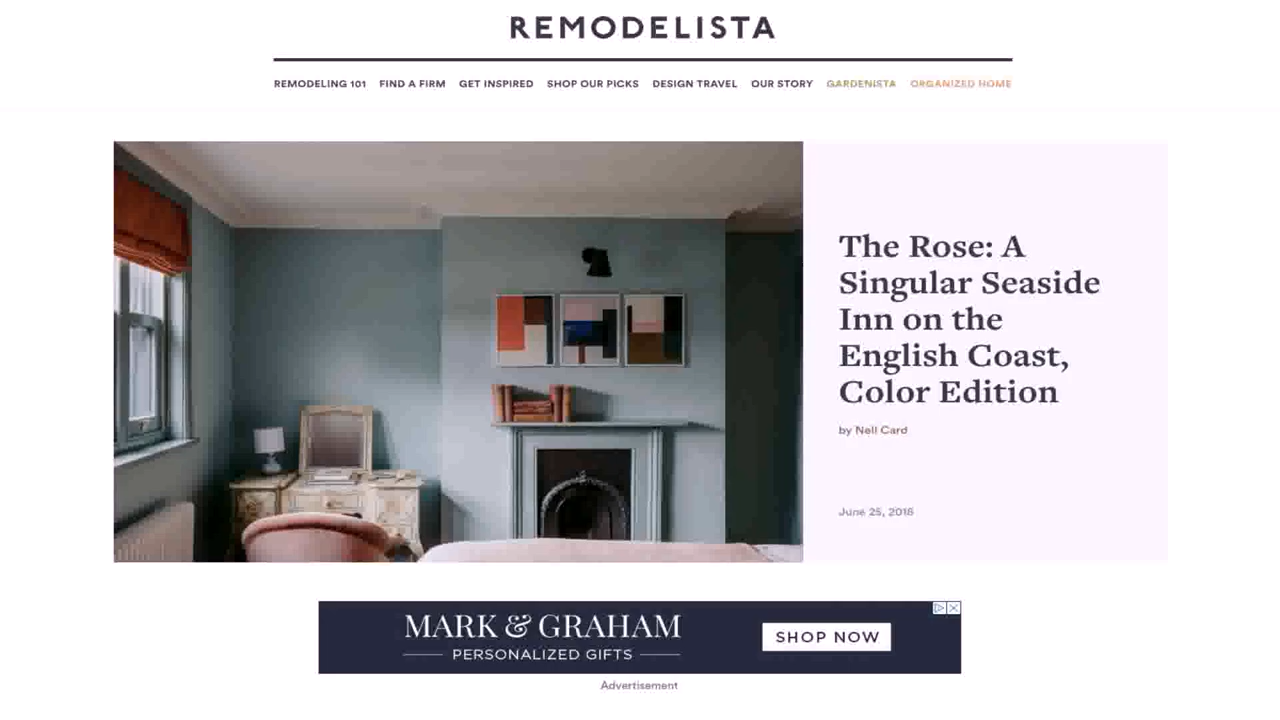 REMODELISTA
REMODELING 101 FIND A FIRM GET INSPIRED SHOP OUR PICKS DESIGN TRAVEL OUR STORY GARDENISTA ORGANIZED HOME
The Rose: A
Singular Seaside
Inn on the
English Coast,
Color Edition
by Nell Card
June 25, 2018
MARK & GRAHAM
PERSONALIZED GIFTS
SHOP NOW
Advertisement